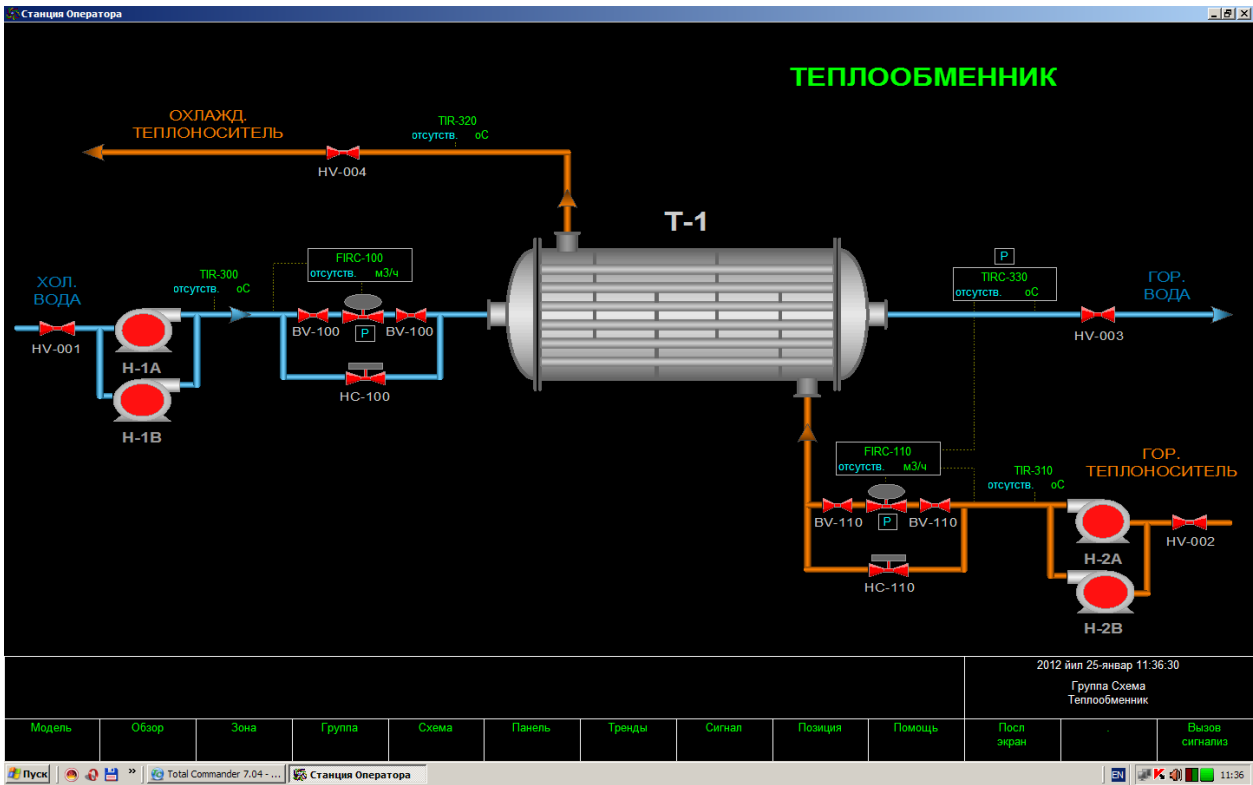 Станция Оператора
ТЕПЛООБМЕННИК
ОХЛАЖД.
ТЕПЛОНОСИТЕЛЬ
TIR-320
отсутств. оС
HV-004
T-1
FIRC-100
отсутств. м3/ч
P
TIRC-330
отсутств. оС
ХОЛ.
ВОДА
TIR-300
отсутств. оС
ГОР.
ВОДА
HV-001
BV-100
P
BV-100
HV-003
Н-1А
НС-100
Н-1В
FIRC-110
отсутств. м3/ч
ГОР.
ТЕПЛОНОСИТЕЛЬ
TIR-310
отсутств. оС
BV-110
P
BV-110
HV-002
Н-2А
НС-110
Н-2В
2012 йил 25-январ 11:36:30
Группа Схема
Теплообменник
Модель Обзор Зона Группа Схема Панель Тренды Сигнал Позиция Помощь Посл экран . Вызов сигнализ
Пуск » Total Commander 7.04 - ... Станция Оператора EN 11:36